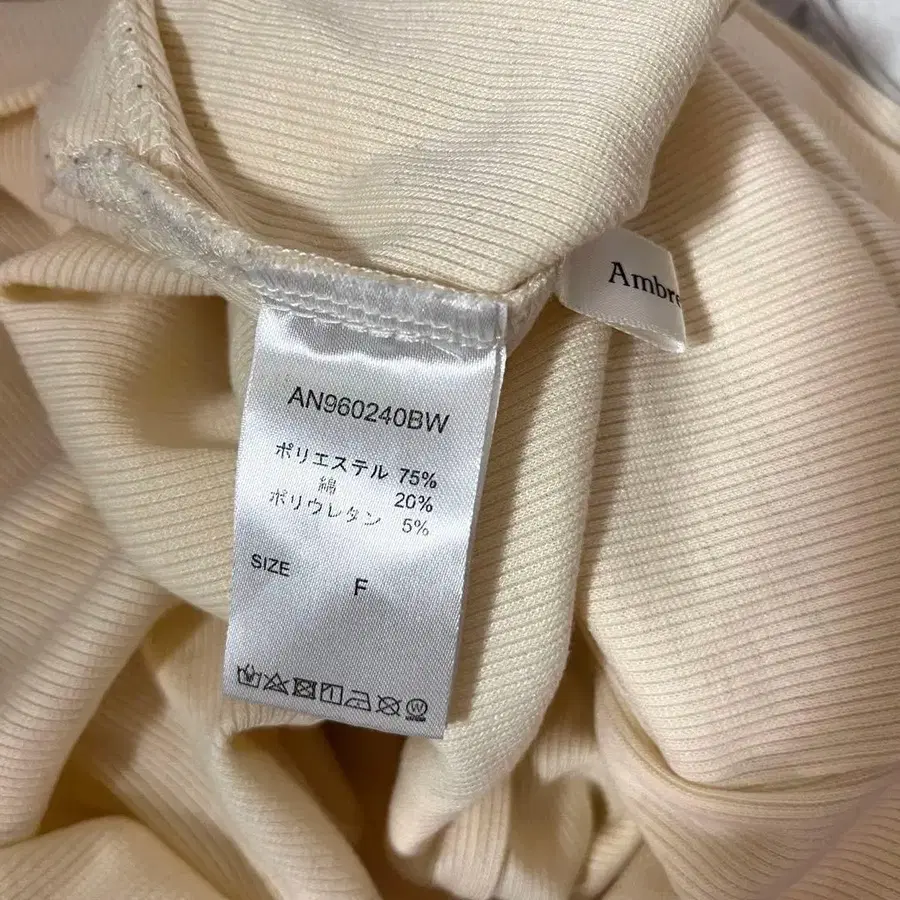 Ambre
AN960240BW
ポリエステル 75%
綿 20%
ポリウレタン 5%
SIZE F
W